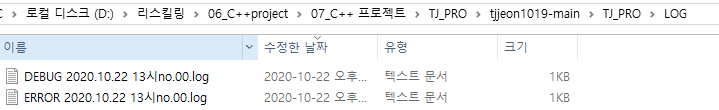 로컬 디스크 (D:) > 리스킬링 > 06_C++project > 07_C++ 프로젝트 > TJ_PRO > tjjeon1019-main > TJ_PRO > LOG
이름 수정한 날짜 유형 크기
DEBUG 2020.10.22 13시no.00.log 2020-10-22 오후... 텍스트 문서 1KB
ERROR 2020.10.22 13시no.00.log 2020-10-22 오후... 텍스트 문서 1KB